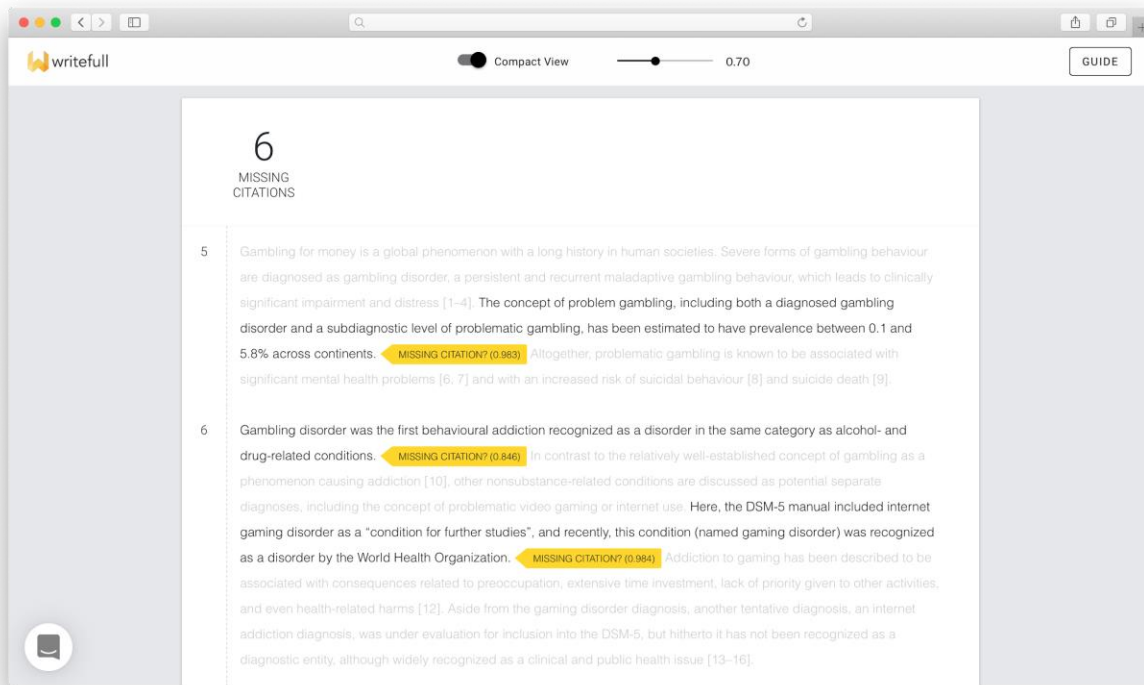 writefull
Compact View
0.70
GUIDE
6
MISSING
CITATIONS
5
Gambling for money is a global phenomenon with a long history in human societies. Severe forms of gambling behaviour
are diagnosed as gambling disorder, a persistent and recurrent maladaptive gambling behaviour, which leads to clinically
significant impairment and distress [1-4]. The concept of problem gambling, including both a diagnosed gambling
disorder and a subdiagnostic level of problematic gambling, has been estimated to have prevalence between 0.1 and
5.8% across continents. MISSING CITATION? (0.983) Altogether, problematic gambling is known to be associated with
significant mental health problems [6, 7] and with an increased risk of suicidal behaviour [8] and suicide death [9].
6
Gambling disorder was the first behavioural addiction recognized as a disorder in the same category as alcohol- and
drug-related conditions. MISSING CITATION? (0.846) In contrast to the relatively well-established concept of gambling as a
phenomenon causing addiction [10], other nonsubstance-related conditions are discussed as potential separate
diagnoses, including the concept of problematic video gaming or internet use. Here, the DSM-5 manual included internet
gaming disorder as a “condition for further studies”, and recently, this condition (named gaming disorder) was recognized
as a disorder by the World Health Organization. MISSING CITATION? (0.984) Addiction to gaming has been described to be
associated with consequences related to preoccupation, extensive time investment, lack of priority given to other activities,
and even health-related harms [12]. Aside from the gaming disorder diagnosis, another tentative diagnosis, an internet
addiction diagnosis, was under evaluation for inclusion into the DSM-5, but hitherto it has not been recognized as a
diagnostic entity, although widely recognized as a clinical and public health issue [13–16].